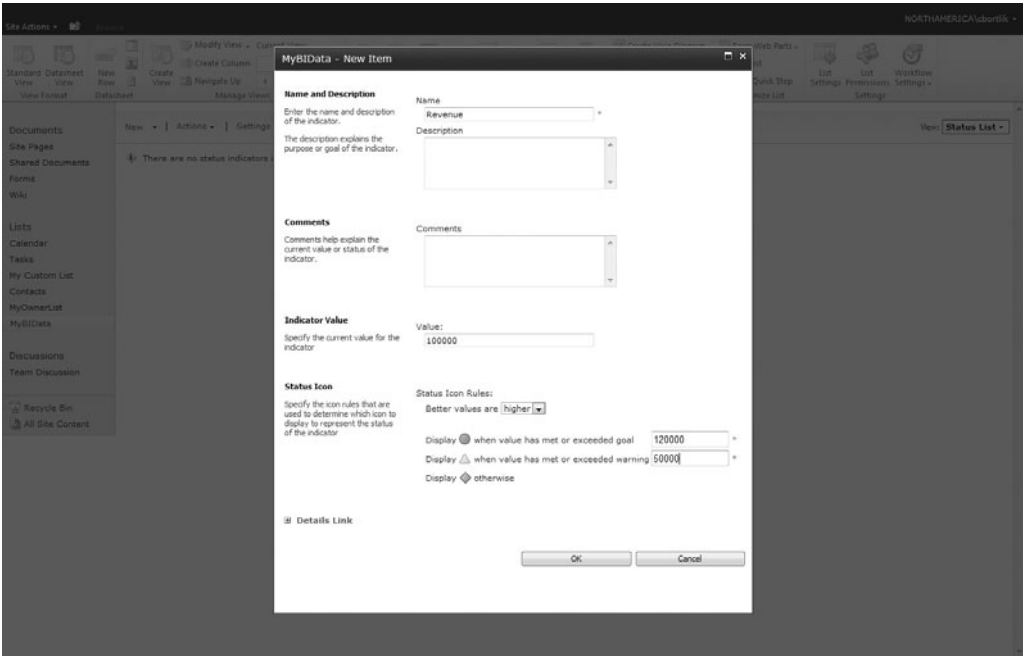 NORTHAMERICA\cbortlik
Site Actions
Browse
Modify View
Current View:
Create Column
Navigate Up
Standard View
Datasheet View
New Row
Create View
List Settings
List Permissions
Workflow Settings
View Format
Datasheet
Manage Views
Settings
Quick Step
MyBIData - New Item
Name and Description
Enter the name and description
of the indicator.
The description explains the
purpose or goal of the indicator.
Name
Revenue *
Description
Comments
Comments help explain the
current value or status of the
indicator.
Comments
Indicator Value
Specify the current value for the
indicator
Value:
100000
Status Icon
Specify the icon rules that are
used to determine which icon to
display to represent the status
of the indicator
Status Icon Rules:
Better values are higher
Display when value has met or exceeded goal 120000 *
Display when value has met or exceeded warning 50000 *
Display otherwise
Details Link
OK Cancel
Documents
Site Pages
Shared Documents
Forms
Wiki
Lists
Calendar
Tasks
My Custom List
Contacts
MyOwnerList
MyBIData
Discussions
Team Discussion
Recycle Bin
All Site Content
New | Actions | Settings
There are no status indicators
View: Status List